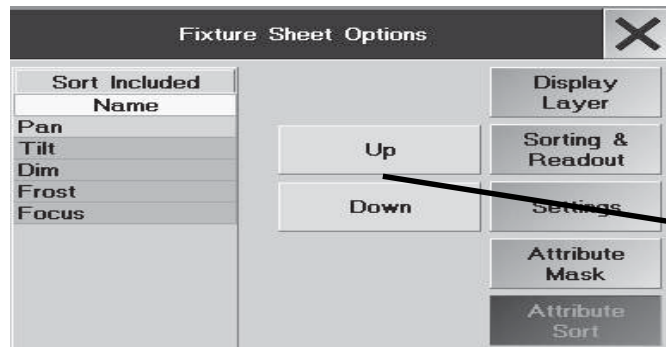 Fixture Sheet Options
Sort Included
Name
Pan
Tilt
Dim
Frost
Focus
Up
Down
Display
Layer
Sorting &
Readout
Settings
Attribute
Mask
Attribute
Sort